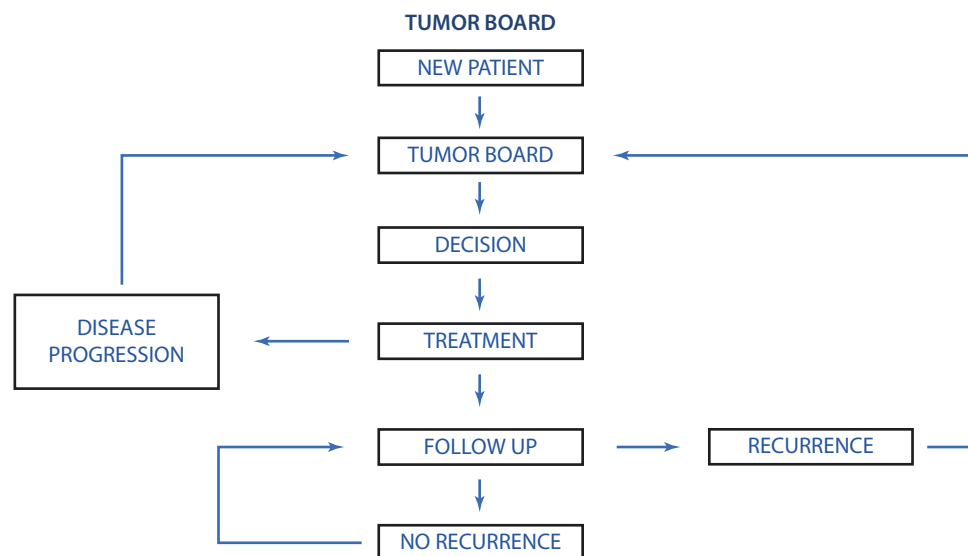 TUMOR BOARD
NEW PATIENT
TUMOR BOARD
DECISION
DISEASE
PROGRESSION
TREATMENT
FOLLOW UP
RECURRENCE
NO RECURRENCE